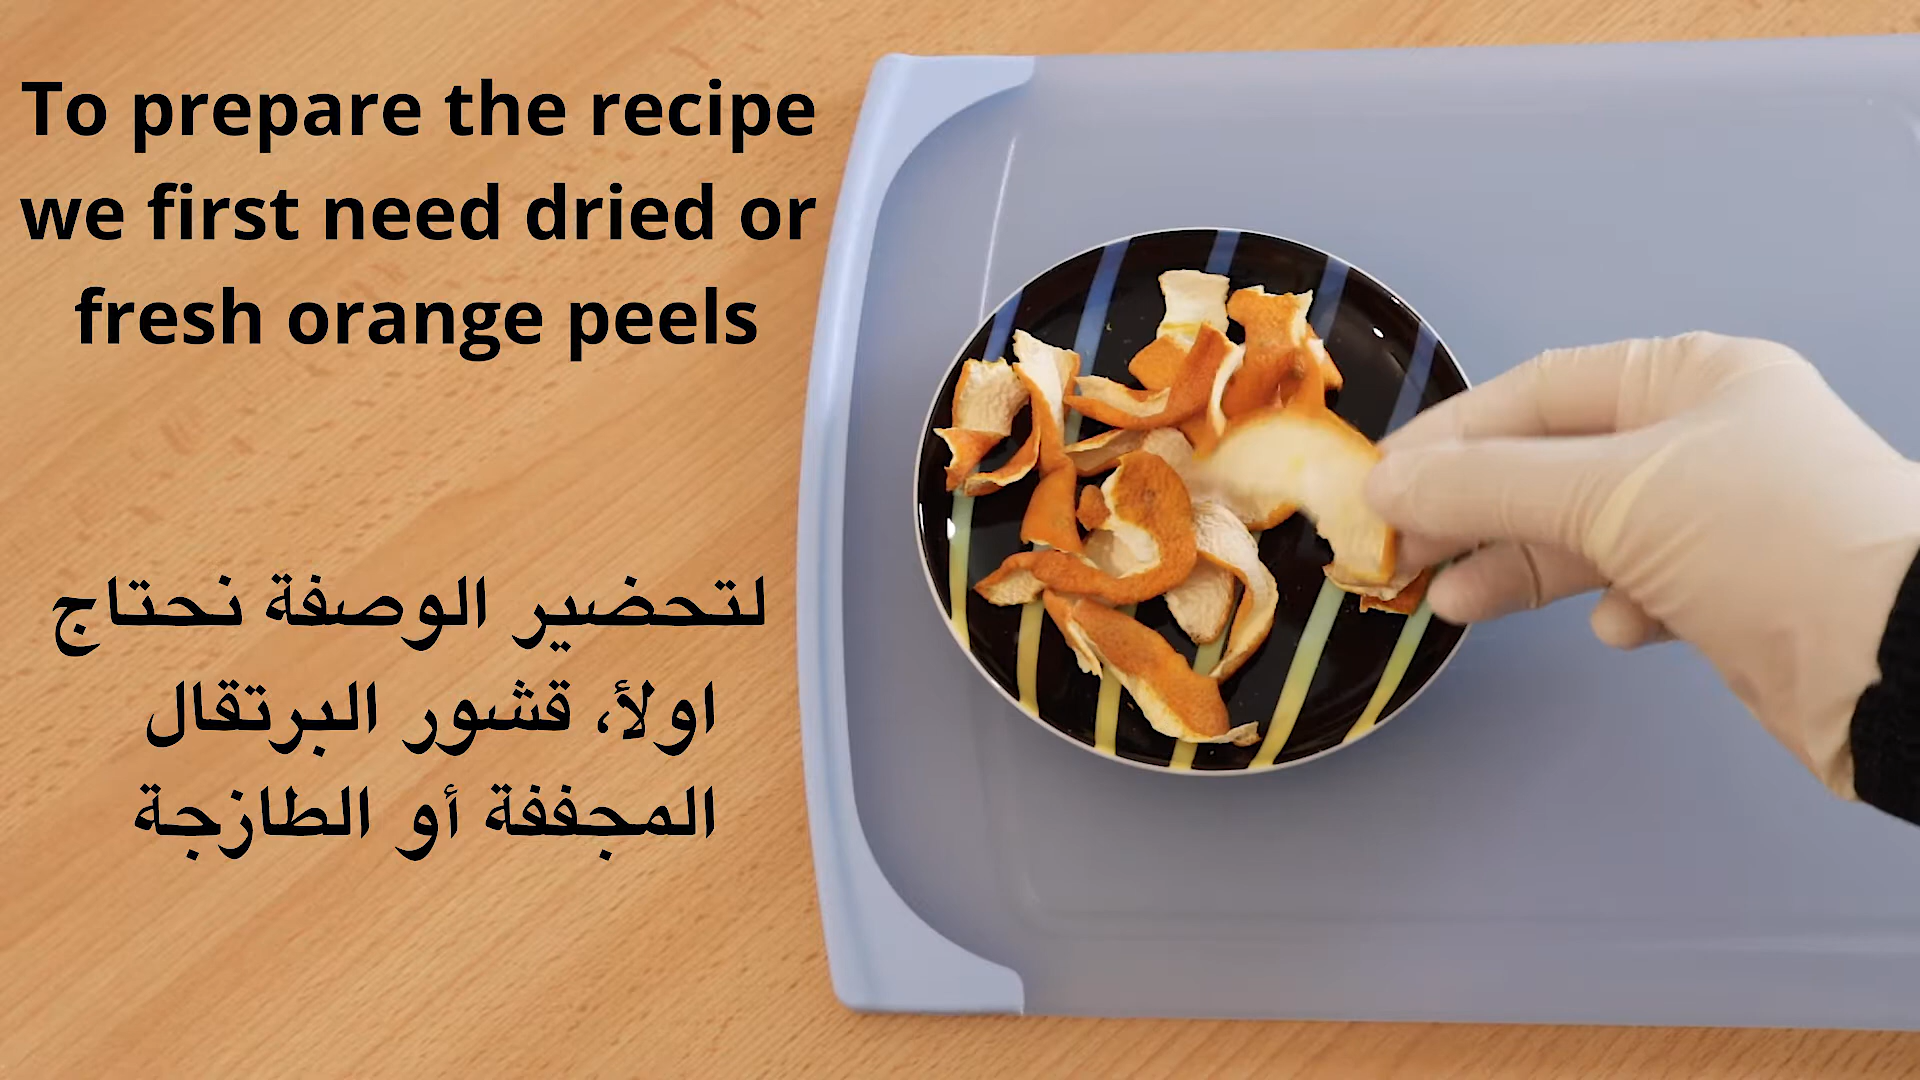 To prepare the recipe
we first need dried or
fresh orange peels
لتحضير الوصفة نحتاج
اولأ، قشور البرتقال
المجففة أو الطازجة